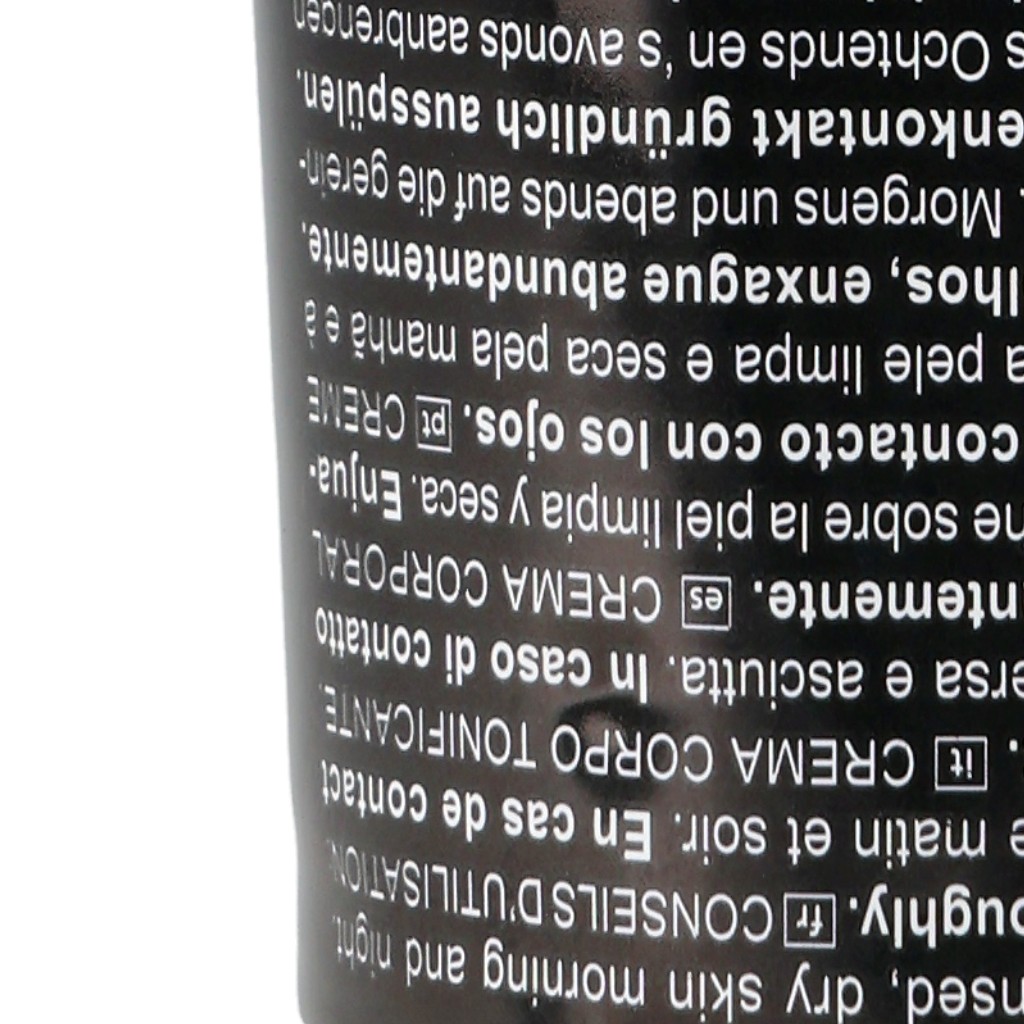 nsed, dry skin morning and night.
oughly. fr CONSEILS D'UTILISATION.
e matin et soir. En cas de contact
. it CREMA CORPO TONIFICANTE.
ersa e asciutta. In caso di contatto
ntemente. es CREMA CORPORAL
ne sobre la piel limpia y seca. Enjua-
contacto con los ojos. pt CREME
a pele limpa e seca pela manhã e à
lhos, enxague abundantemente.
. Morgens und abends auf die gerein-
enkontakt gründlich ausspülen.
s Ochtends en 's avonds aanbrengen